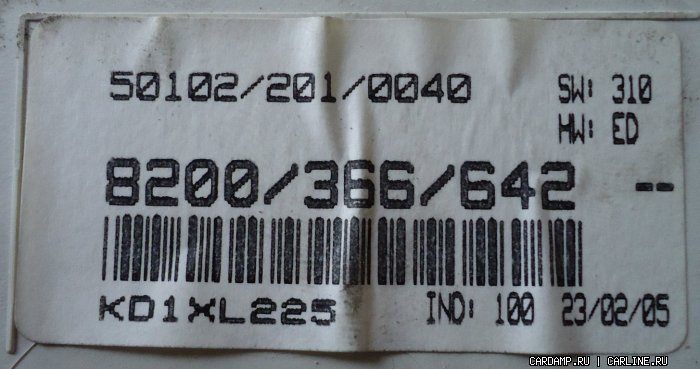 50102/201/0040 SW: 310
HW: ED
8200/366/642 --
KD1XL225 IND: 100 23/02/05
CARDAMP.RU | CARLINE.RU